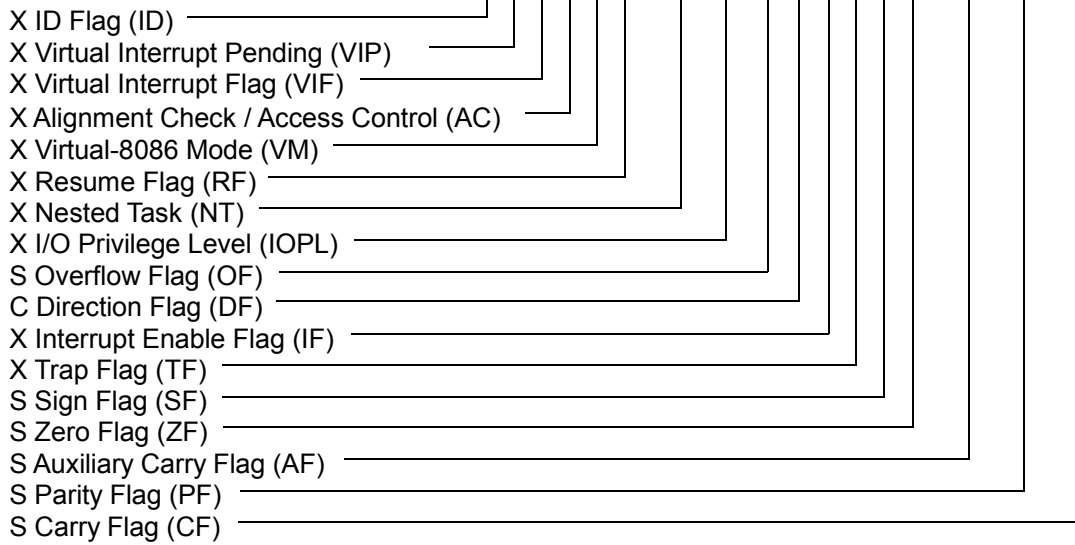 X ID Flag (ID)
X Virtual Interrupt Pending (VIP)
X Virtual Interrupt Flag (VIF)
X Alignment Check / Access Control (AC)
X Virtual-8086 Mode (VM)
X Resume Flag (RF)
X Nested Task (NT)
X I/O Privilege Level (IOPL)
S Overflow Flag (OF)
C Direction Flag (DF)
X Interrupt Enable Flag (IF)
X Trap Flag (TF)
S Sign Flag (SF)
S Zero Flag (ZF)
S Auxiliary Carry Flag (AF)
S Parity Flag (PF)
S Carry Flag (CF)